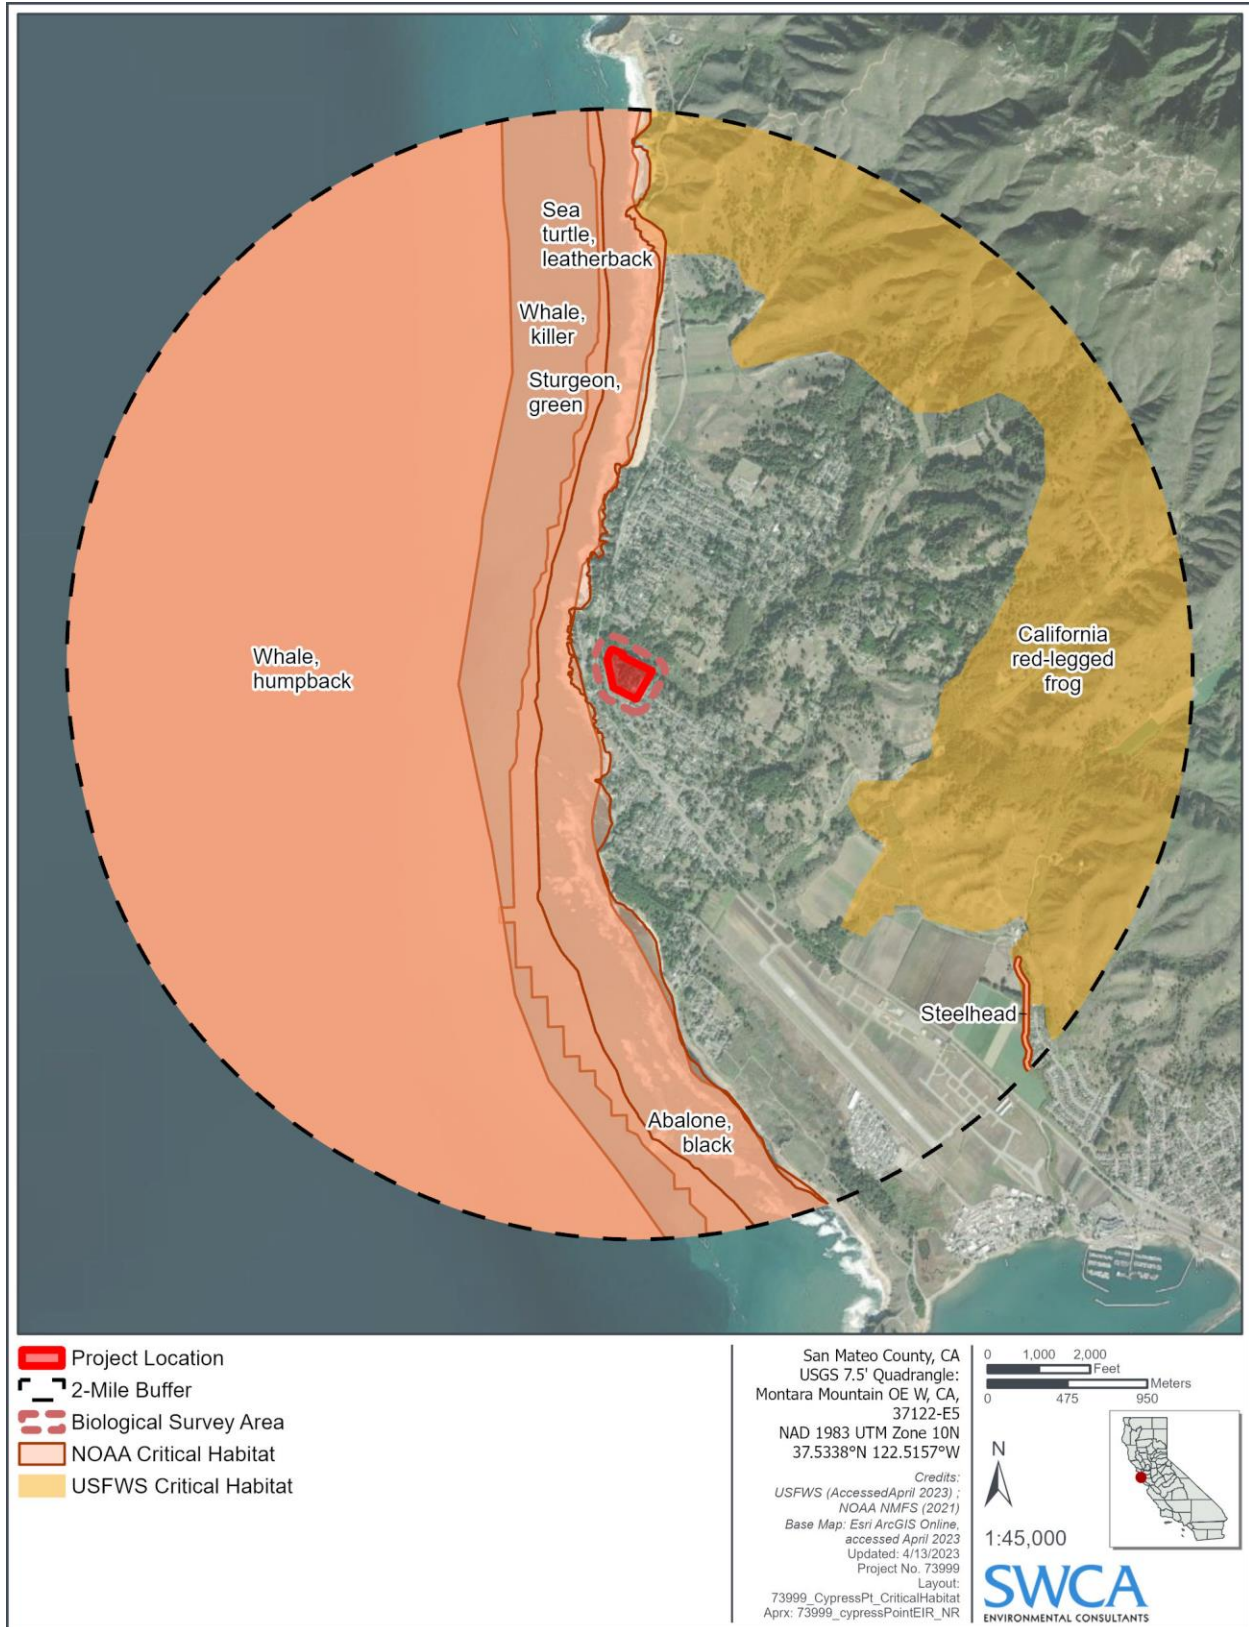 Sea
turtle,
leatherback
Whale,
killer
Sturgeon,
green
Whale,
humpback
California
red-legged
frog
Steelhead
Abalone,
black
Project Location
2-Mile Buffer
Biological Survey Area
NOAA Critical Habitat
USFWS Critical Habitat
San Mateo County, CA
USGS 7.5' Quadrangle:
Montara Mountain OE W, CA,
37122-E5
NAD 1983 UTM Zone 10N
37.5338°N 122.5157°W
Credits:
USFWS (AccessedApril 2023) ;
NOAA NMFS (2021)
Base Map: Esri ArcGIS Online,
accessed April 2023
Updated: 4/13/2023
Project No. 73999
Layout:
73999_CypressPt_CriticalHabitat
Aprx: 73999_cypressPointEIR_NR
0 1,000 2,000
Feet
Meters
0 475 950
N
1:45,000
SWCA
ENVIRONMENTAL CONSULTANTS